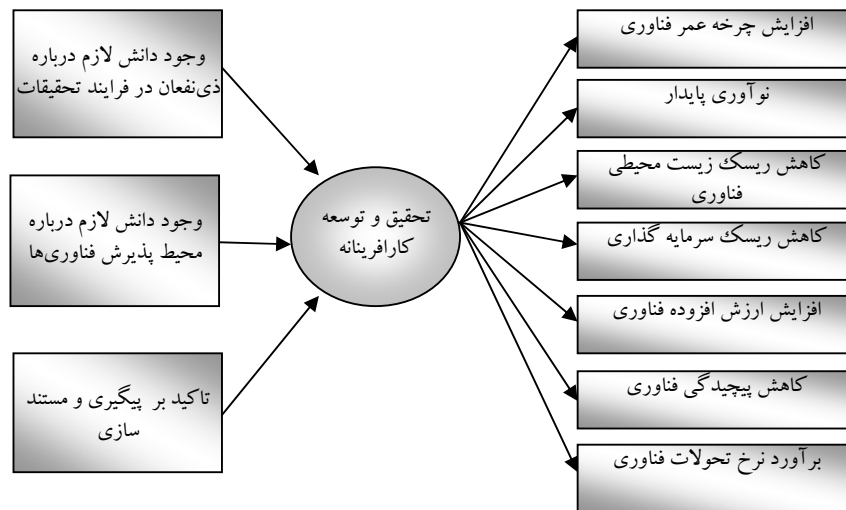 افزایش چرخه عمر فناوری
نوآوری پایدار
کاهش ریسک زیست محیطی
فناوری
کاهش ریسک سرمایه گذاری
افزایش ارزش افزوده فناوری
کاهش پیچیدگی فناوری
برآورد نرخ تحولات فناوری
تحقیق و توسعه
کارافرینانه
وجود دانش لازم درباره
ذی‌نفعان در فرایند تحقیقات
وجود دانش لازم درباره
محیط پذیرش فناوری‌ها
تاکید بر پیگیری و مستند
سازی